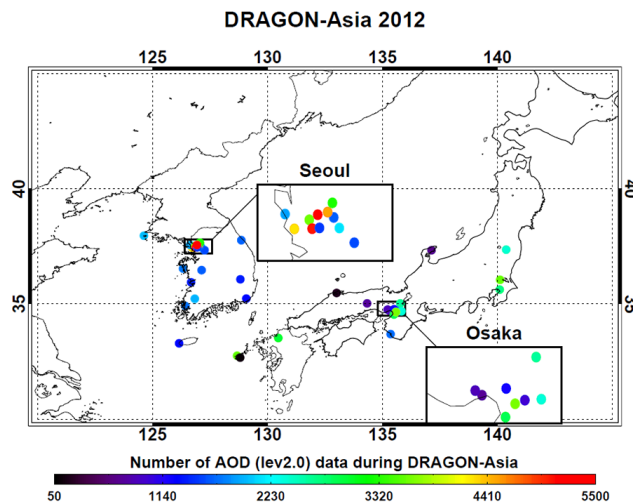 DRAGON-Asia 2012
125 130 135 140
40 40
Seoul
35 35
Osaka
125 130 135 140
Number of AOD (lev2.0) data during DRAGON-Asia
50 1140 2230 3320 4410 5500